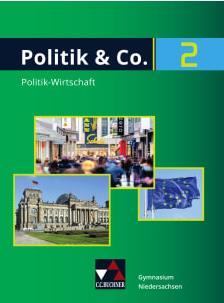 Politik & Co. 2
Politik-Wirtschaft
C.C.BUCHNER
Gymnasium
Niedersachsen